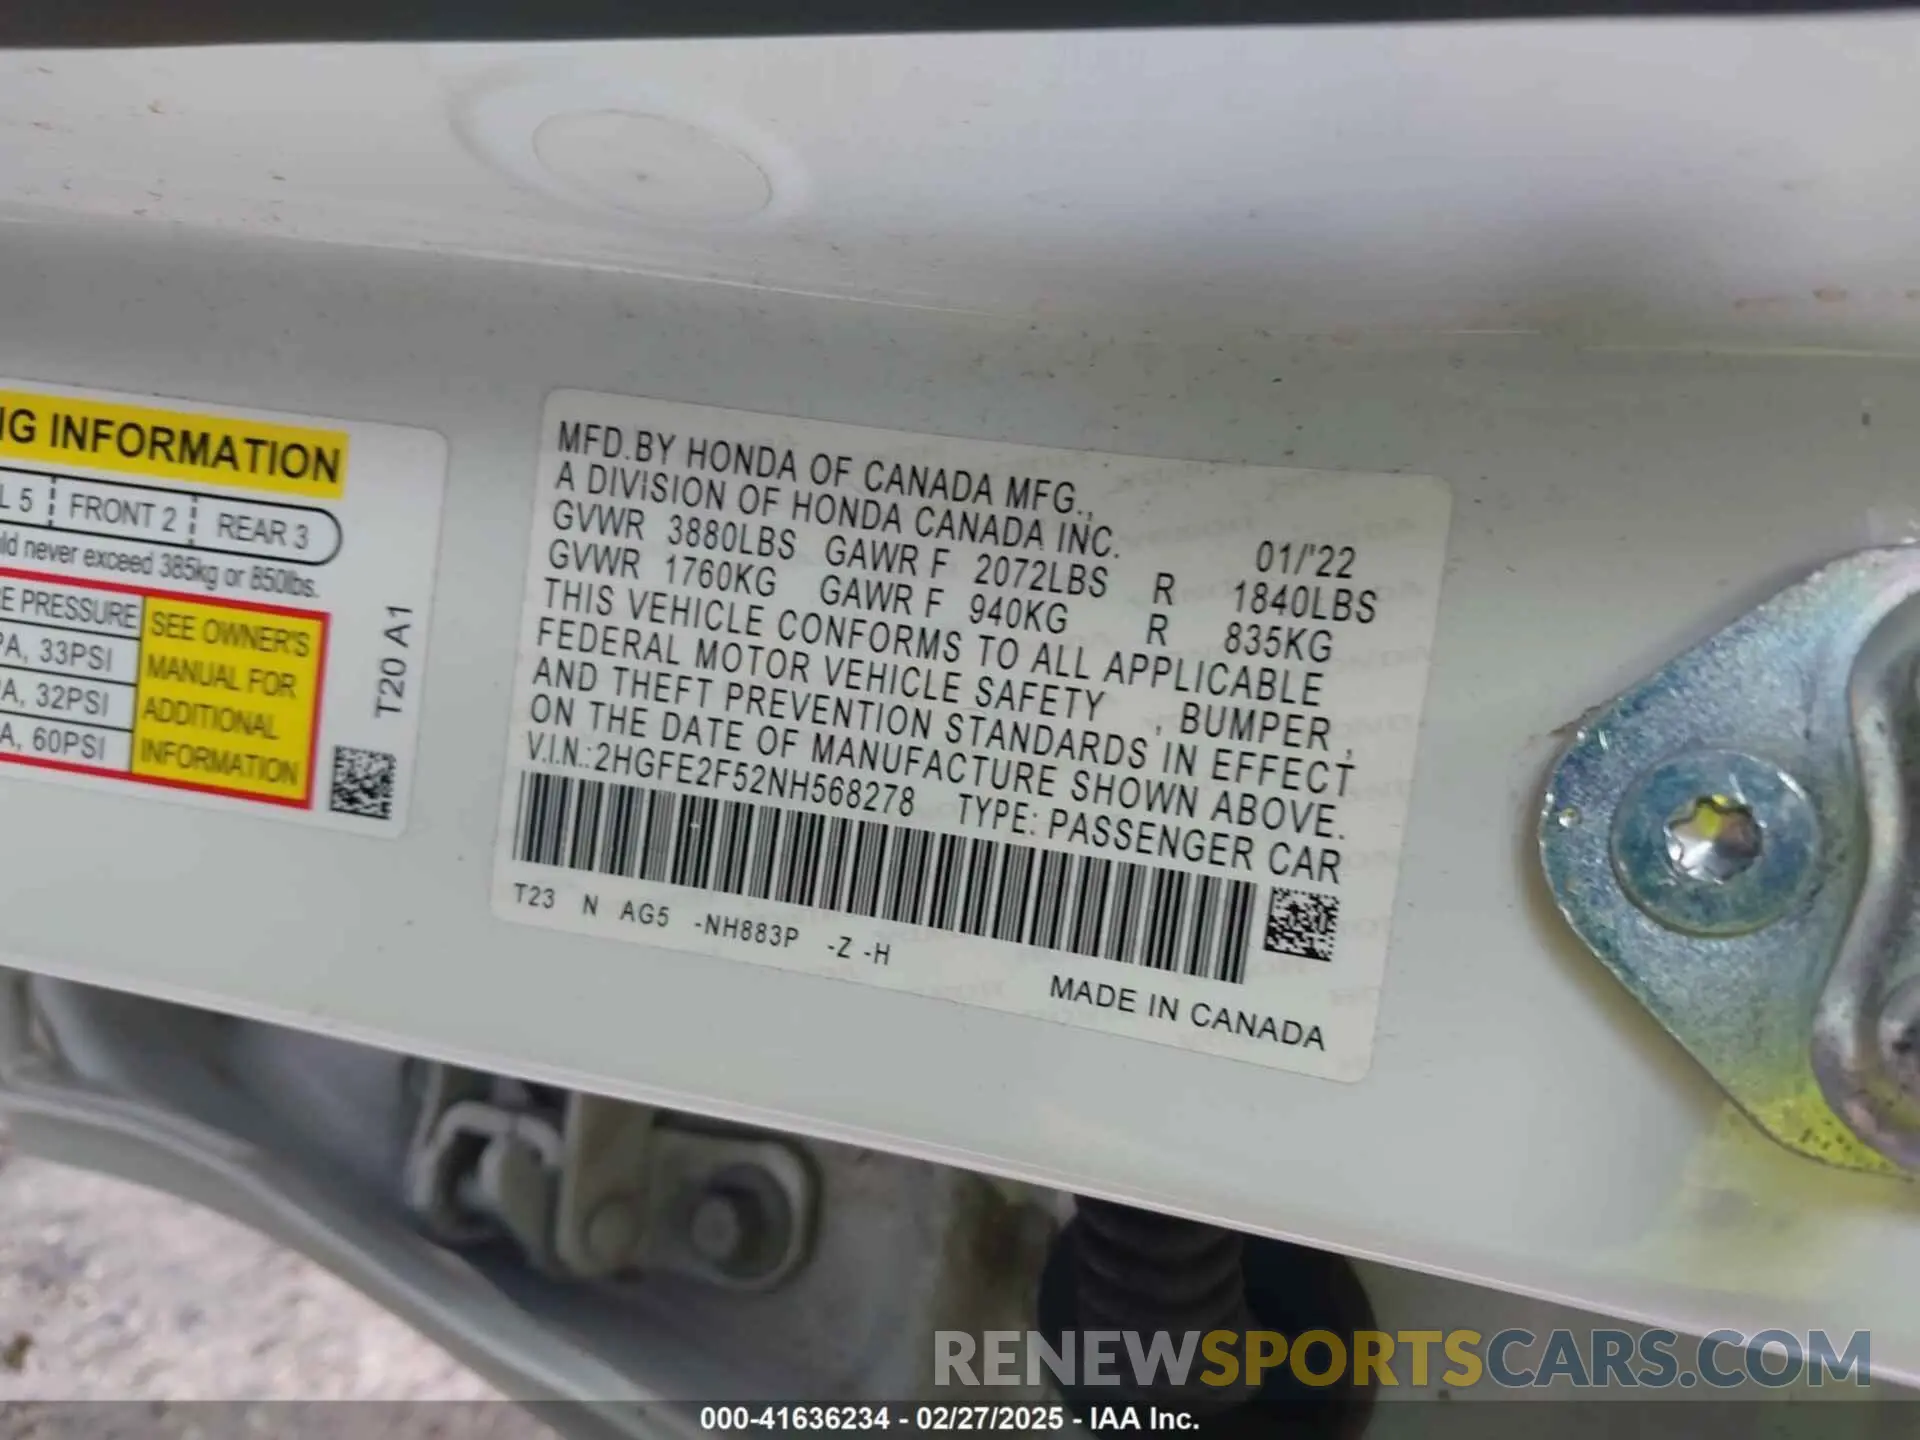 NG INFORMATION
L 5 FRONT 2 REAR 3
uld never exceed 385kg or 850lbs.
E PRESSURE
PA, 33PSI
PA, 32PSI
A, 60PSI
SEE OWNER'S
MANUAL FOR
ADDITIONAL
INFORMATION
T20 A1
MFD.BY HONDA OF CANADA MFG.,
A DIVISION OF HONDA CANADA INC.
01/'22
GVWR 3880LBS GAWR F 2072LBS R 1840LBS
GVWR 1760KG GAWR F 940KG R 835KG
THIS VEHICLE CONFORMS TO ALL APPLICABLE
FEDERAL MOTOR VEHICLE SAFETY , BUMPER ,
AND THEFT PREVENTION STANDARDS IN EFFECT
ON THE DATE OF MANUFACTURE SHOWN ABOVE.
V.I.N.:2HGFE2F52NH568278 TYPE: PASSENGER CAR
T23 N AG5 -NH883P -Z -H
MADE IN CANADA
RENEWSPORTSCARS.COM
000-41636234 - 02/27/2025 - IAA Inc.